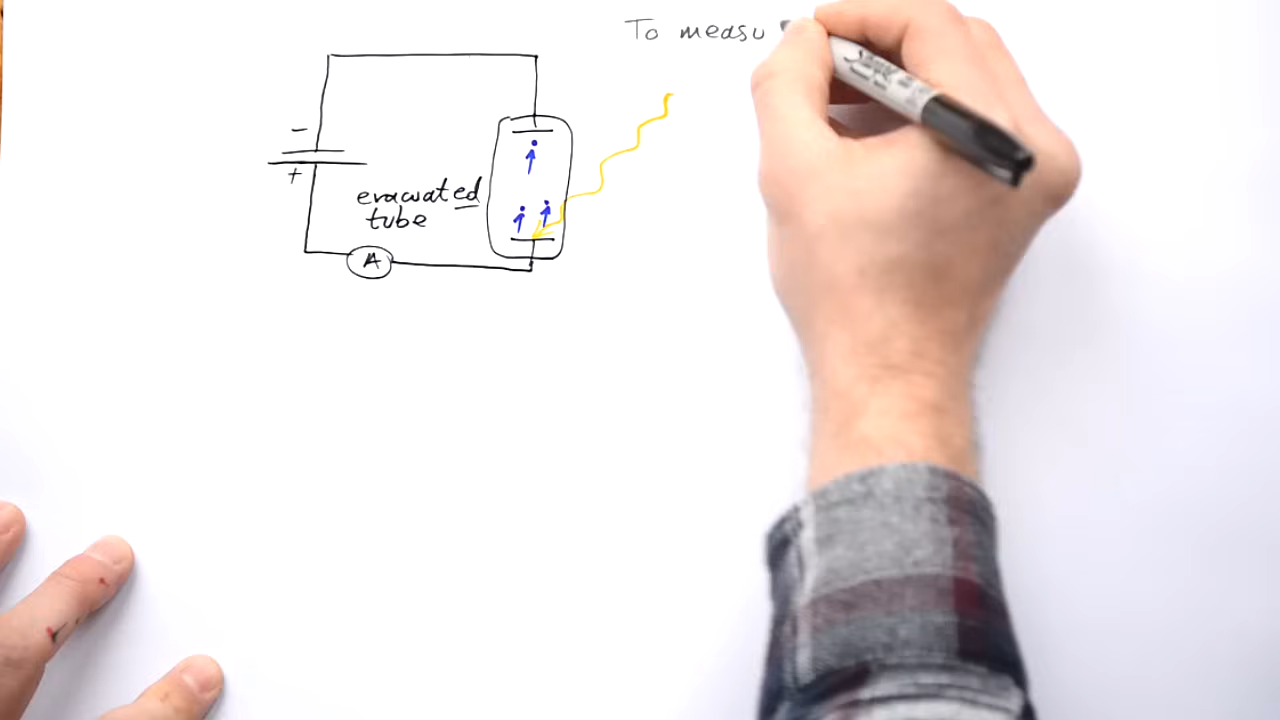 To measu
−
+
evacuated
tube
A